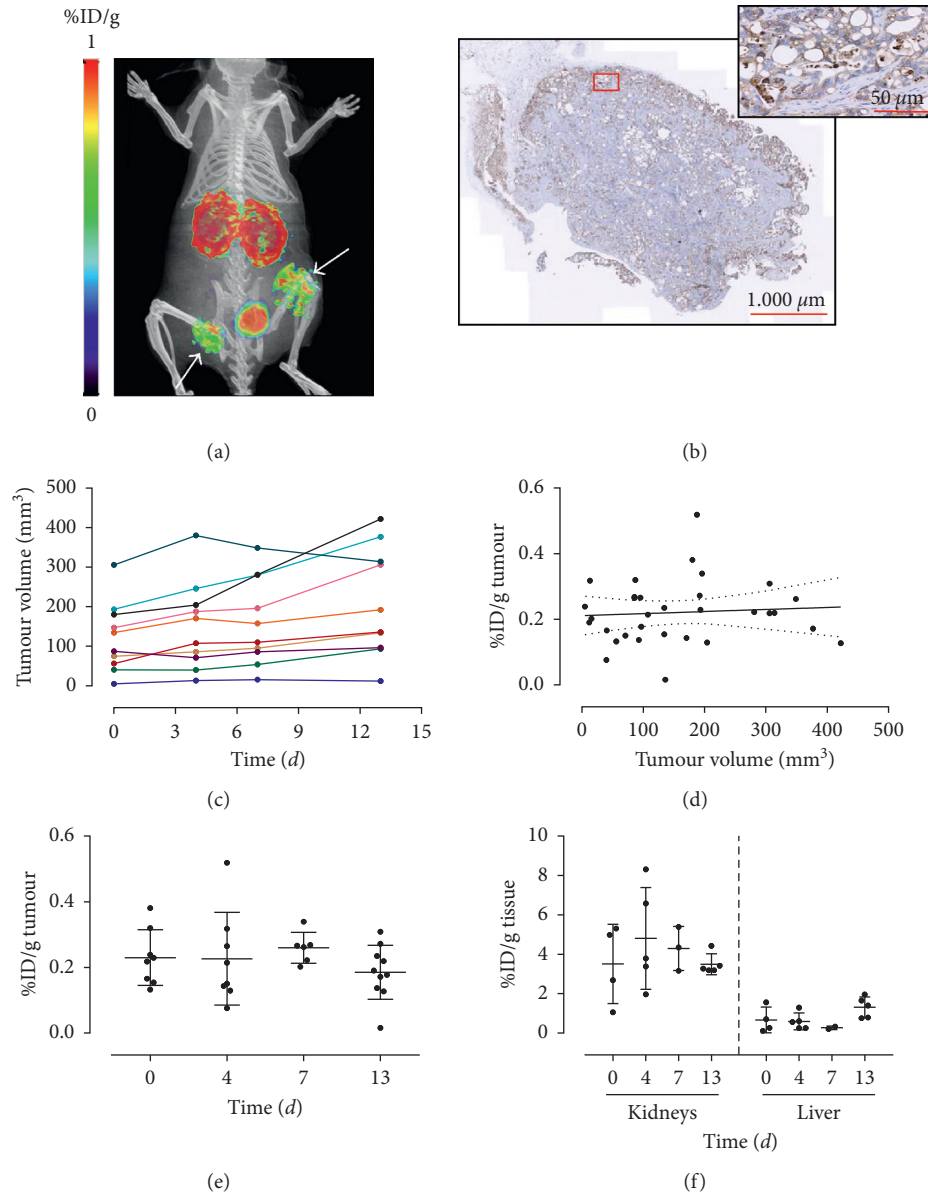 %ID/g
1
0
(a)
50 µm
1.000 µm
(b)
Tumour volume (mm³)
500
400
300
200
100
0
0 3 6 9 12 15
Time (d)
(c)
%ID/g tumour
0.6
0.4
0.2
0.0
0 100 200 300 400 500
Tumour volume (mm³)
(d)
%ID/g tumour
0.6
0.4
0.2
0.0
0 4 7 13
Time (d)
(e)
%ID/g tissue
10
8
6
4
2
0
0 4 7 13 0 4 7 13
Kidneys Liver
Time (d)
(f)